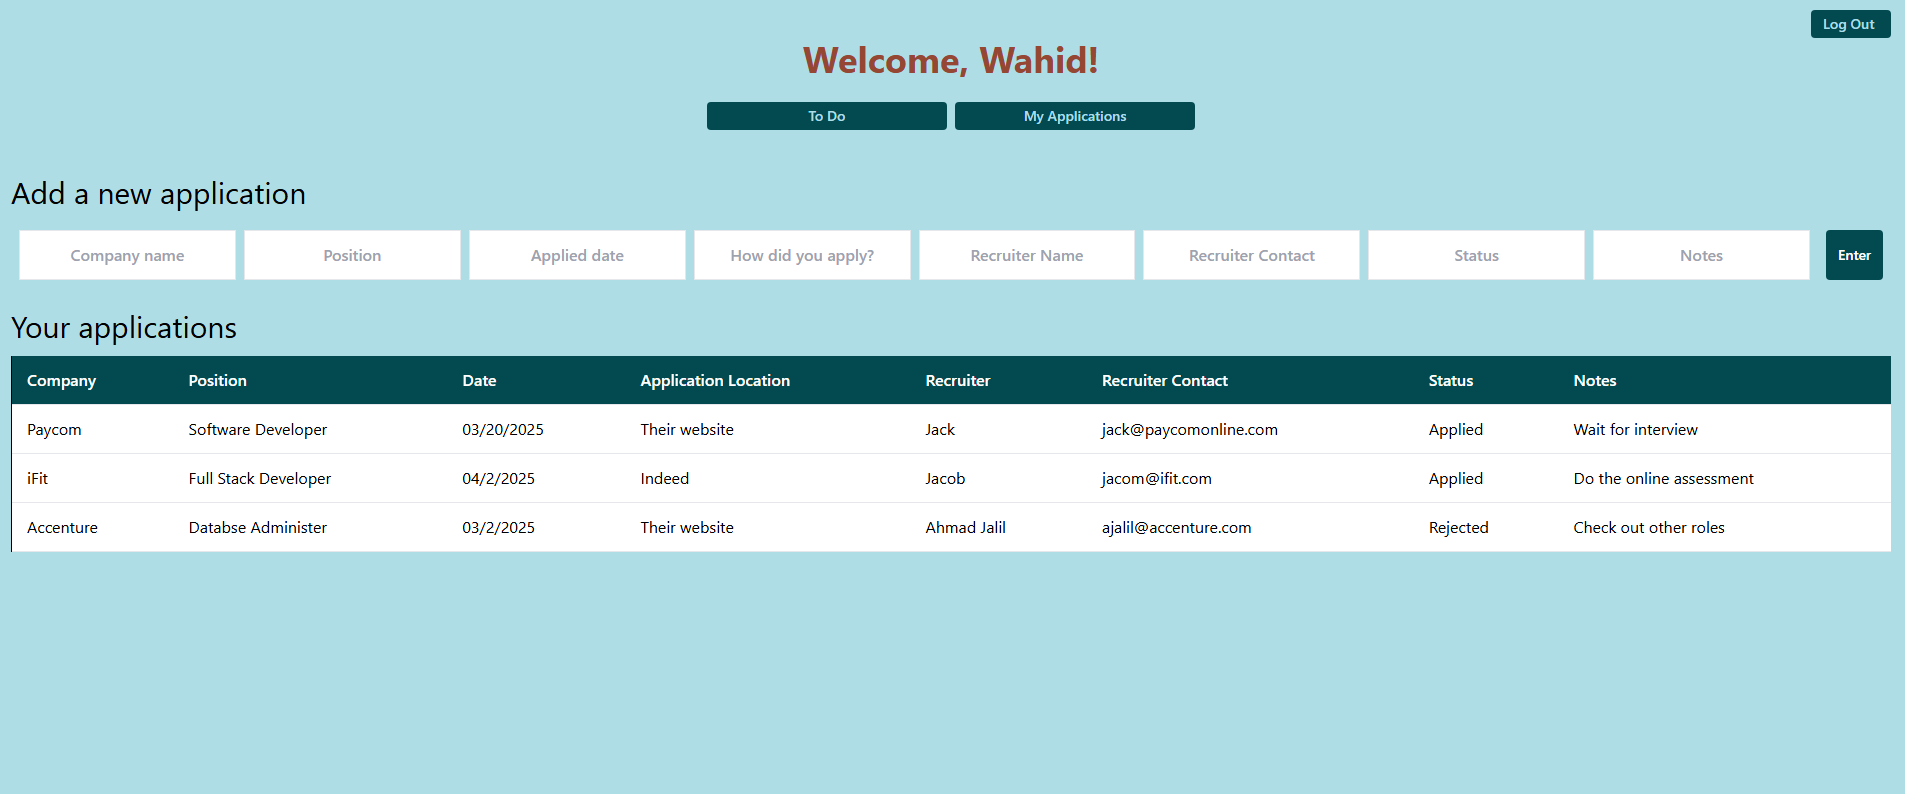 Log Out
Welcome, Wahid!
To Do My Applications
Add a new application
Company name Position Applied date How did you apply? Recruiter Name Recruiter Contact Status Notes Enter
Your applications
Company Position Date Application Location Recruiter Recruiter Contact Status Notes
Paycom Software Developer 03/20/2025 Their website Jack jack@paycomonline.com Applied Wait for interview
iFit Full Stack Developer 04/2/2025 Indeed Jacob jacom@ifit.com Applied Do the online assessment
Accenture Databse Administer 03/2/2025 Their website Ahmad Jalil ajalil@accenture.com Rejected Check out other roles